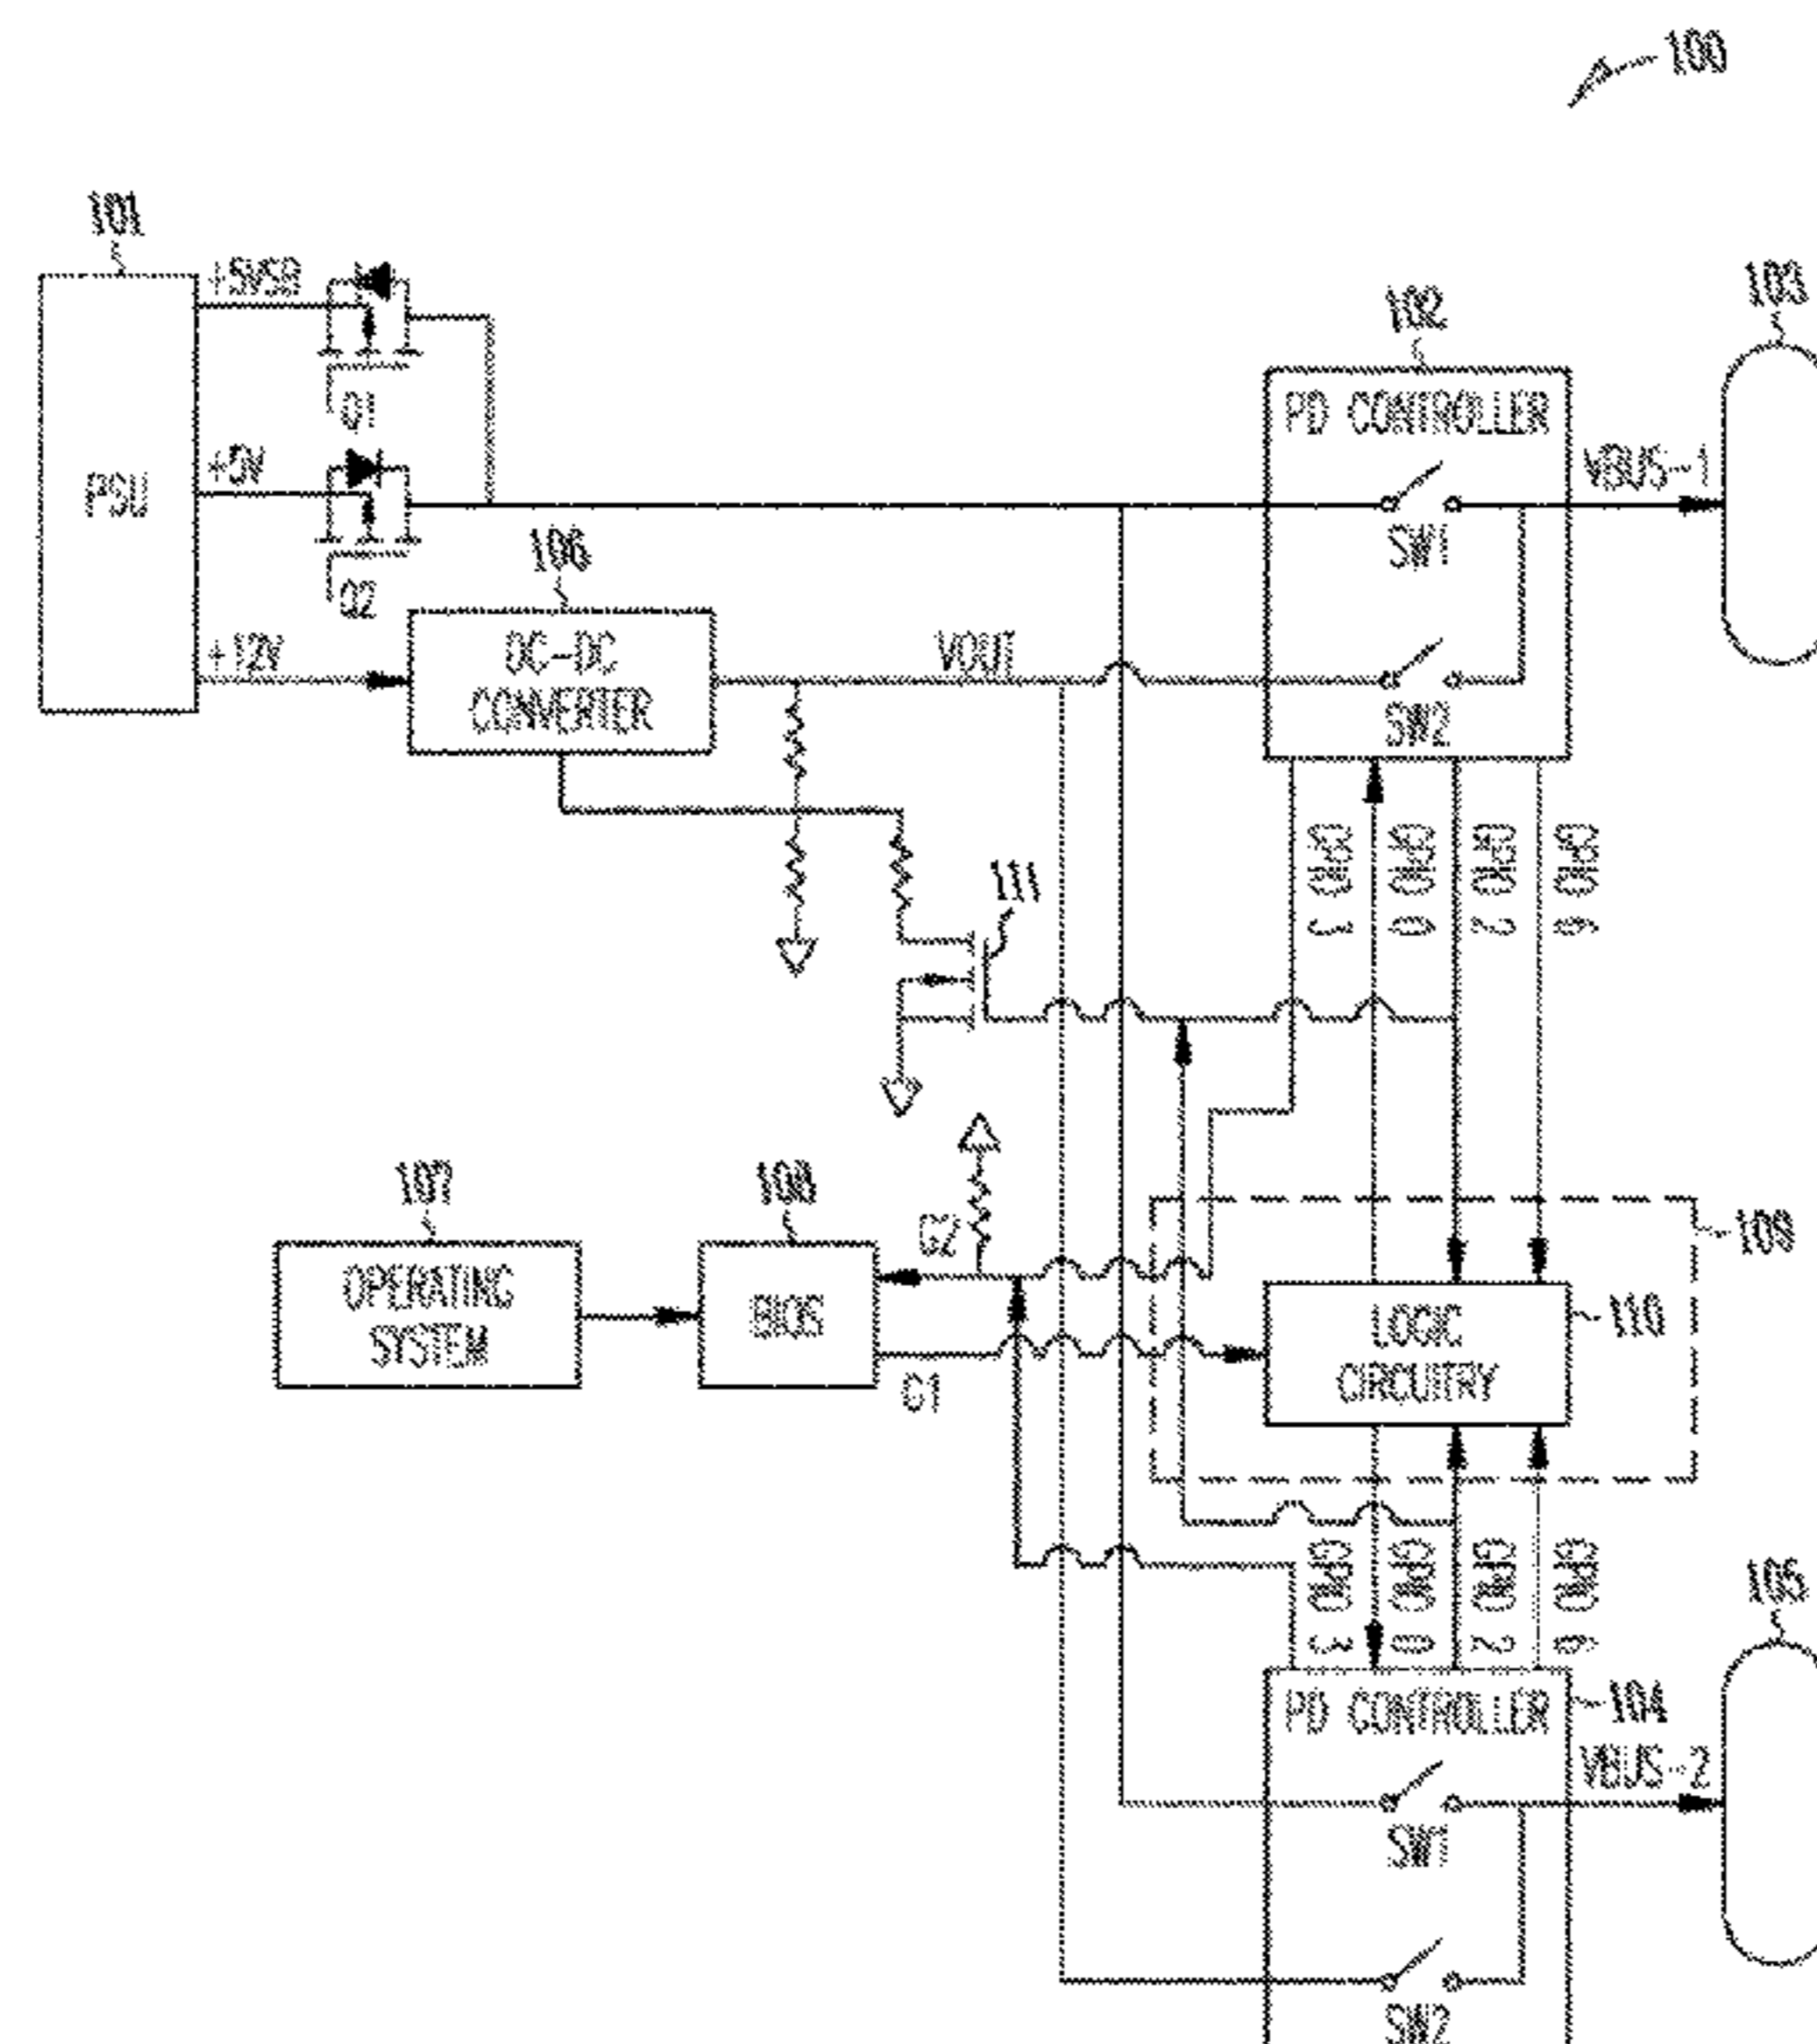 100
101
+5VSB
103
102
Q1
PD CONTROLLER
+5V
VBUS-1
PSU
106
SW1
Q2
+12V
DC-DC
CONVERTER
VOUT
SW2
GPIO 3
GPIO 0
GPIO 2
GPIO 6
111
107
108
G2
109
OPERATING
SYSTEM
BIOS
LOGIC
CIRCUITRY
110
G1
GPIO 3
GPIO 0
GPIO 2
GPIO 6
105
PD CONTROLLER
104
VBUS-2
SW1
SW2